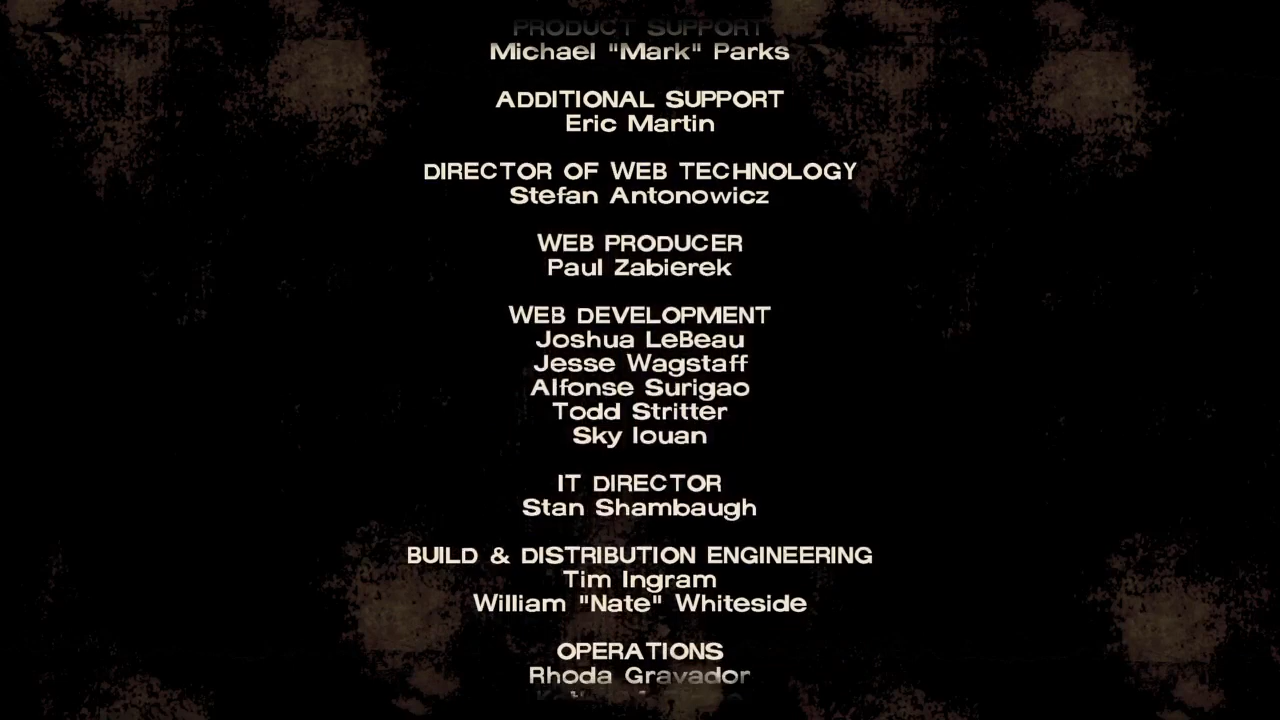 PRODUCT SUPPORT
Michael "Mark" Parks
ADDITIONAL SUPPORT
Eric Martin
DIRECTOR OF WEB TECHNOLOGY
Stefan Antonowicz
WEB PRODUCER
Paul Zabierek
WEB DEVELOPMENT
Joshua LeBeau
Jesse Wagstaff
Alfonse Surigao
Todd Stritter
Sky Iouan
IT DIRECTOR
Stan Shambaugh
BUILD & DISTRIBUTION ENGINEERING
Tim Ingram
William "Nate" Whiteside
OPERATIONS
Rhoda Gravador